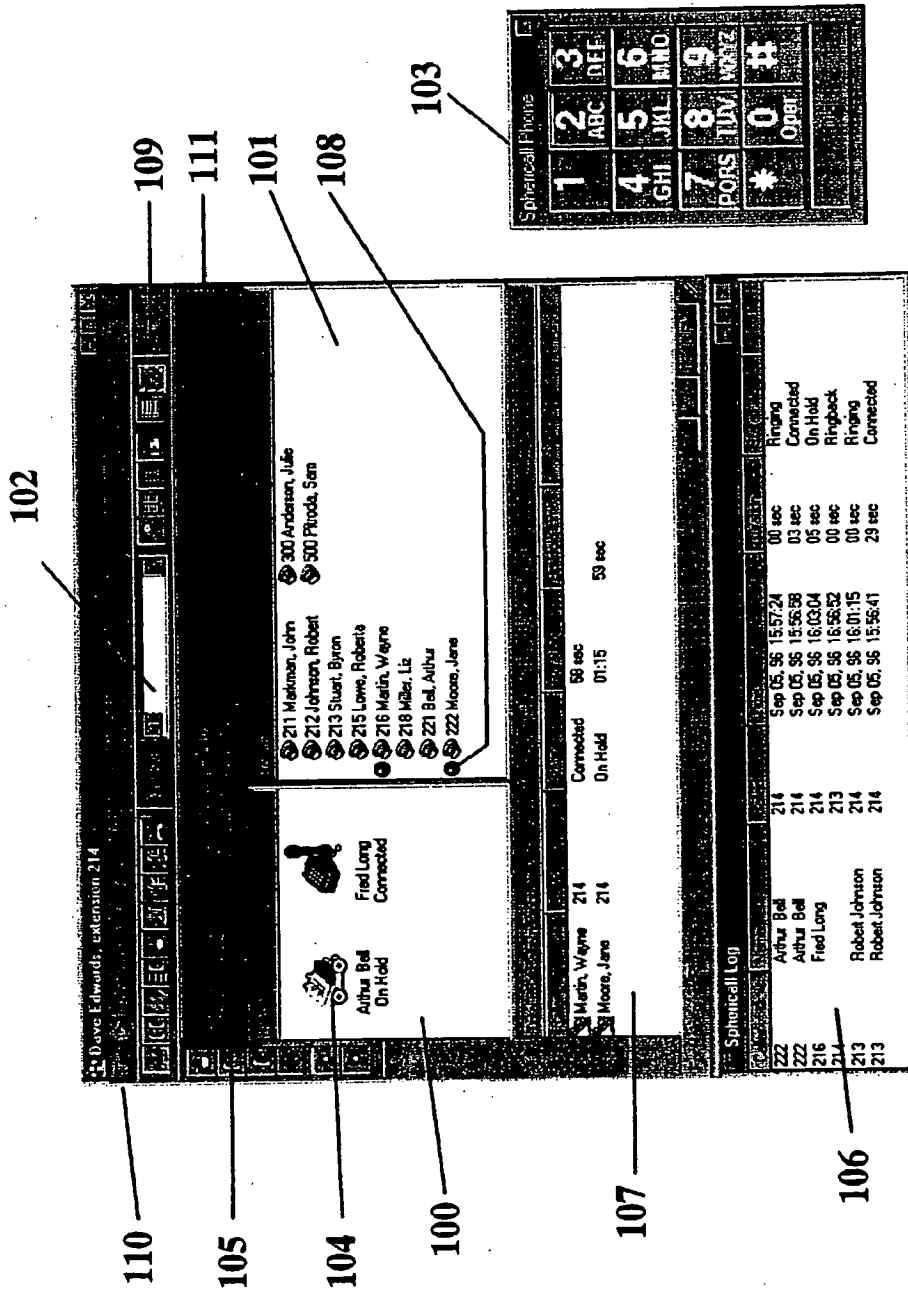 102
109
111
101
108
103
110
105
104
100
107
106
Dave Edwards, extension 214
Arthur Bell
On Hold
Fred Long
Connected
211 Markman, John
212 Johnson, Robert
213 Stuart, Byron
215 Lowe, Roberta
216 Martin, Wayne
218 Miller, Liz
221 Bell, Arthur
222 Moore, Jane
300 Anderson, Julie
500 Pitroda, Sam
Martin, Wayne 214 Connected 58 sec
Moore, Jane 214 On Hold 01:15 53 sec
Sphericall Log
222 Arthur Bell 214 Sep 05, 96 15:57:24 00 sec Ringing
222 Arthur Bell 214 Sep 05, 96 15:56:58 03 sec Connected
216 Fred Long 214 Sep 05, 96 16:03:04 05 sec On Hold
214 213 Sep 05, 96 16:56:52 00 sec Ringback
213 Robert Johnson 214 Sep 05, 96 16:01:15 00 sec Ringing
213 Robert Johnson 214 Sep 05, 96 15:56:41 29 sec Connected
Sphericall Phone
1 2 ABC 3 DEF
4 GHI 5 JKL 6 MNO
7 PQRS 8 TUV 9 WXYZ
* 0 Oper #